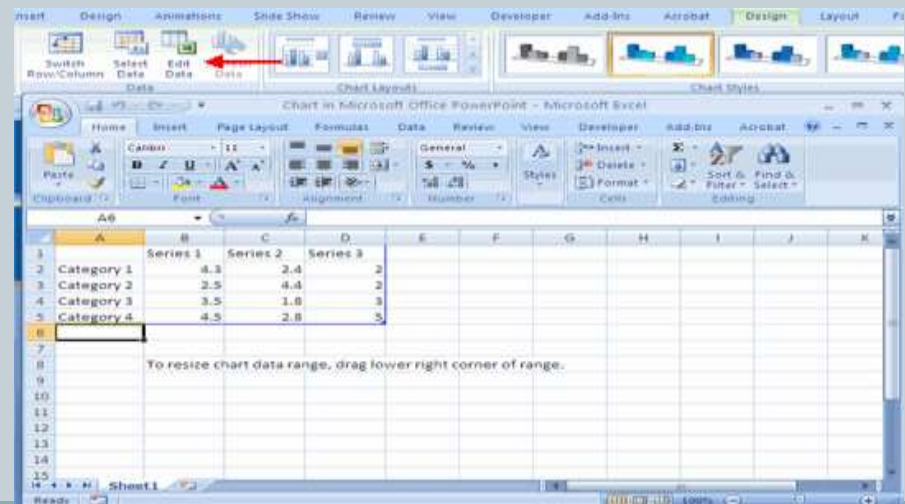 nsert Design Animations Slide Show Review View Developer Add-Ins Acrobat Design Layout
Switch Row/Column Select Data Edit Data Data
Data Chart Layouts Chart Styles
Chart in Microsoft Office PowerPoint - Microsoft Excel
Home Insert Page Layout Formulas Data Review View Developer Add-Ins Acrobat
Paste Calibri 11 General Styles Insert Delete Format Sort & Filter Find & Select
B I U A A $ % ,
Clipboard Font Alignment Number Cells Editing
A6 fx
A B C D E F G H I J K
1 Series 1 Series 2 Series 3
2 Category 1 4.3 2.4 2
3 Category 2 2.5 4.4 2
4 Category 3 3.5 1.8 3
5 Category 4 4.5 2.8 5
6
7
8 To resize chart data range, drag lower right corner of range.
9
10
11
12
13
14
15
Sheet1
Ready 100%